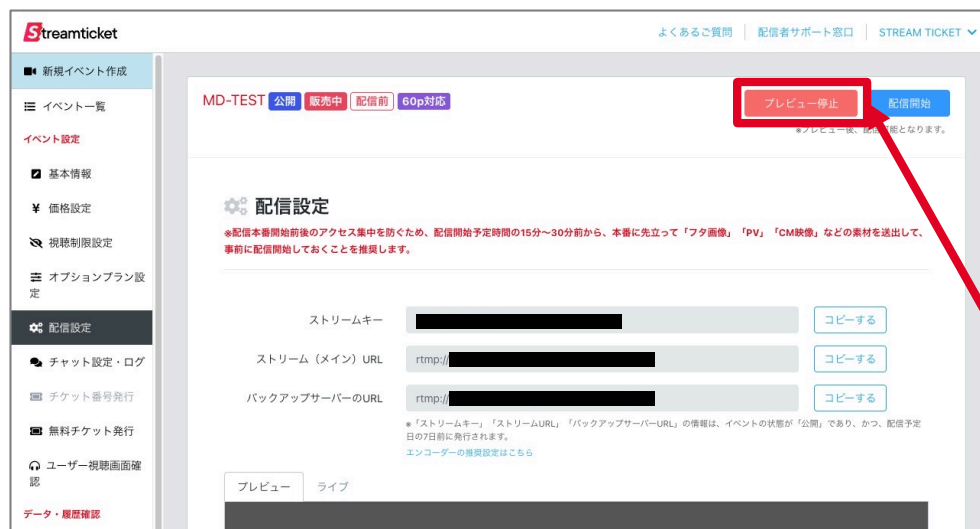 Streamticket
よくあるご質問 配信者サポート窓口 STREAM TICKET
新規イベント作成
イベント一覧
イベント設定
基本情報
価格設定
視聴制限設定
オプションプラン設
定
配信設定
チャット設定・ログ
チケット番号発行
無料チケット発行
ユーザー視聴画面確
認
データ・履歴確認
MD-TEST 公開 販売中 配信前 60p対応
プレビュー停止 配信開始
※プレビュー後、配信可能となります。
配信設定
※配信本番開始前後のアクセス集中を防ぐため、配信開始予定時間の15分〜30分前から、本番に先立って「フタ画像」「PV」「CM映像」などの素材を送出して、
事前に配信開始しておくことを推奨します。
ストリームキー コピーする
ストリーム（メイン）URL rtmp:// コピーする
バックアップサーバーのURL rtmp:// コピーする
※「ストリームキー」「ストリームURL」「バックアップサーバーURL」の情報は、イベントの状態が「公開」であり、かつ、配信予定
日の7日前に発行されます。
エンコーダーの推奨設定はこちら
プレビュー ライブ